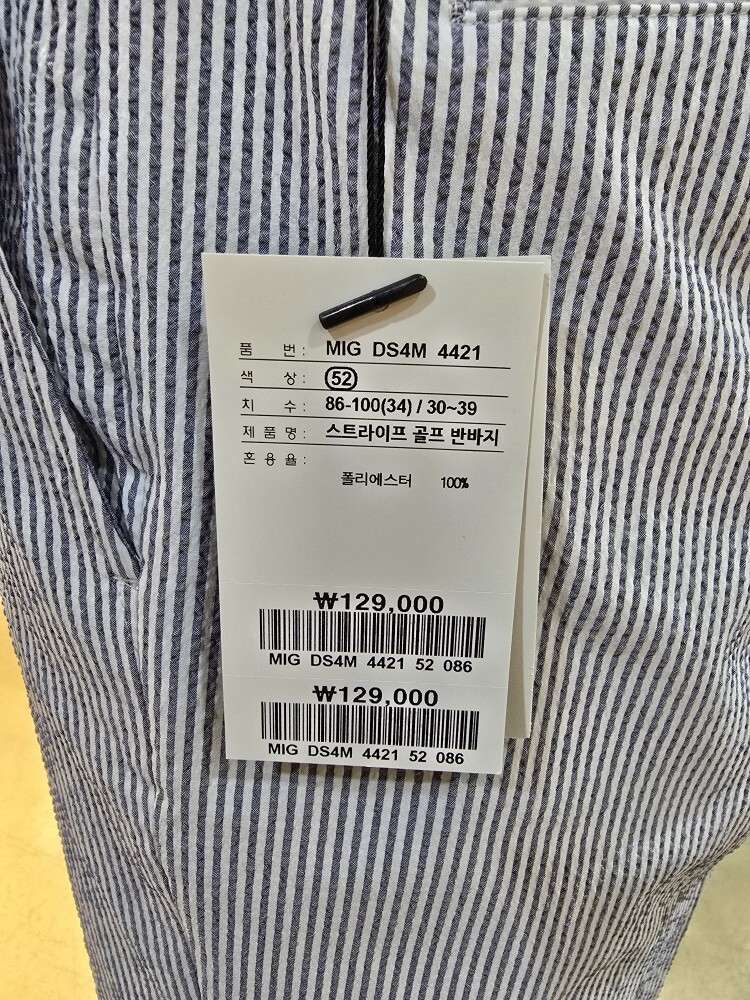 품 번 : MIG DS4M 4421
색 상 : 52
치 수 : 86-100(34) / 30~39
제 품 명 : 스트라이프 골프 반바지
혼 용 율 :
폴리에스터 100%
₩129,000
MIG DS4M 4421 52 086
₩129,000
MIG DS4M 4421 52 086